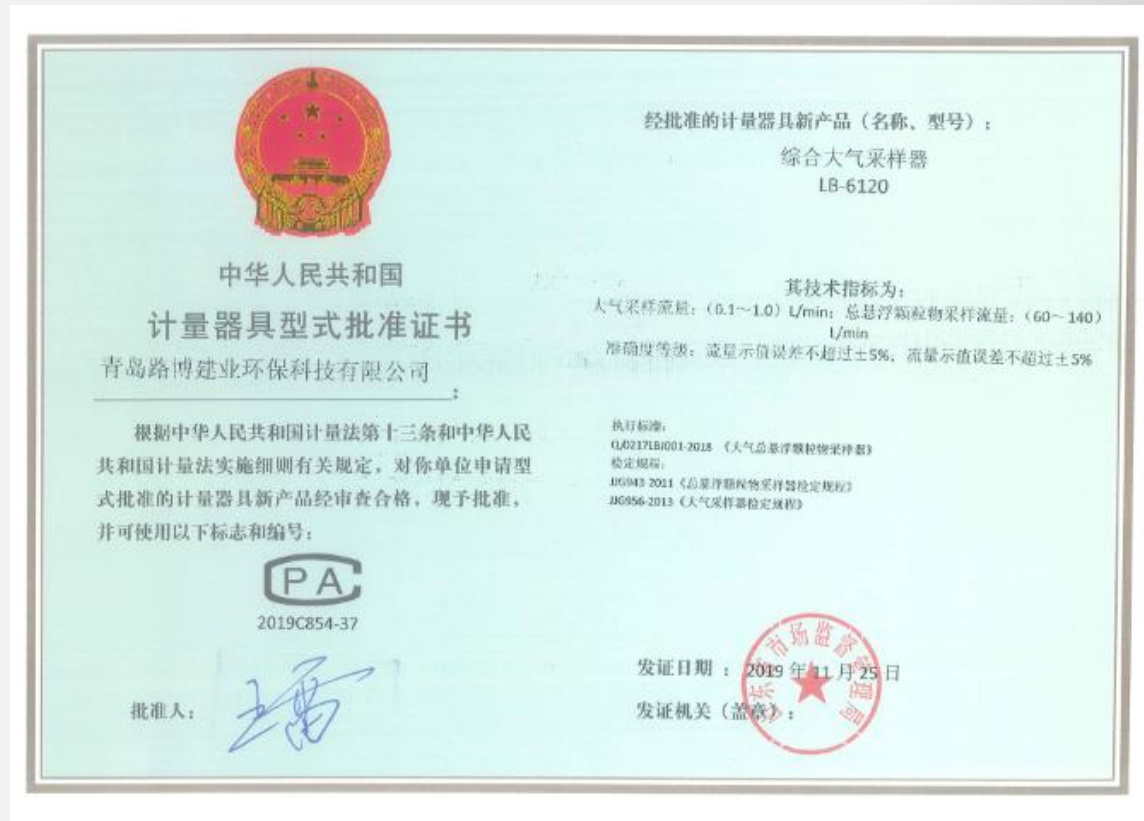 中华人民共和国
计量器具型式批准证书
青岛路博建业环保科技有限公司
:
根据中华人民共和国计量法第十三条和中华人民
共和国计量法实施细则有关规定，对你单位申请型
式批准的计量器具新产品经审查合格，现予批准，
并可使用以下标志和编号：
CPA
2019C854-37
批准人：
经批准的计量器具新产品（名称、型号）：
综合大气采样器
LB-6120
其技术指标为：
大气采样流量：（0.1～1.0）L/min；总悬浮颗粒物采样流量：（60～140）
L/min
准确度等级：流量示值误差不超过±5%，流量示值误差不超过±5%
执行标准：
Q/0217LBJ001-2018 《大气总悬浮颗粒物采样器》
检定规程：
JJG943-2011《总悬浮颗粒物采样器检定规程》
JJG956-2013《大气采样器检定规程》
发证日期 ：2019 年 11 月 25 日
发证机关（盖章）：
市场监督管理局